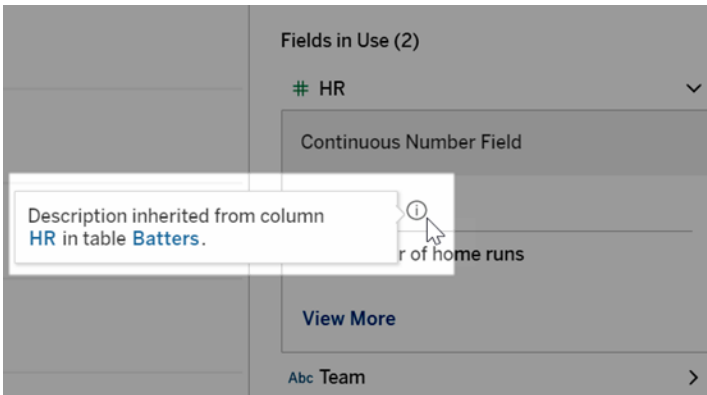 Fields in Use (2)
# HR
Continuous Number Field
Description inherited from column
HR in table Batters.
of home runs
View More
Abc Team